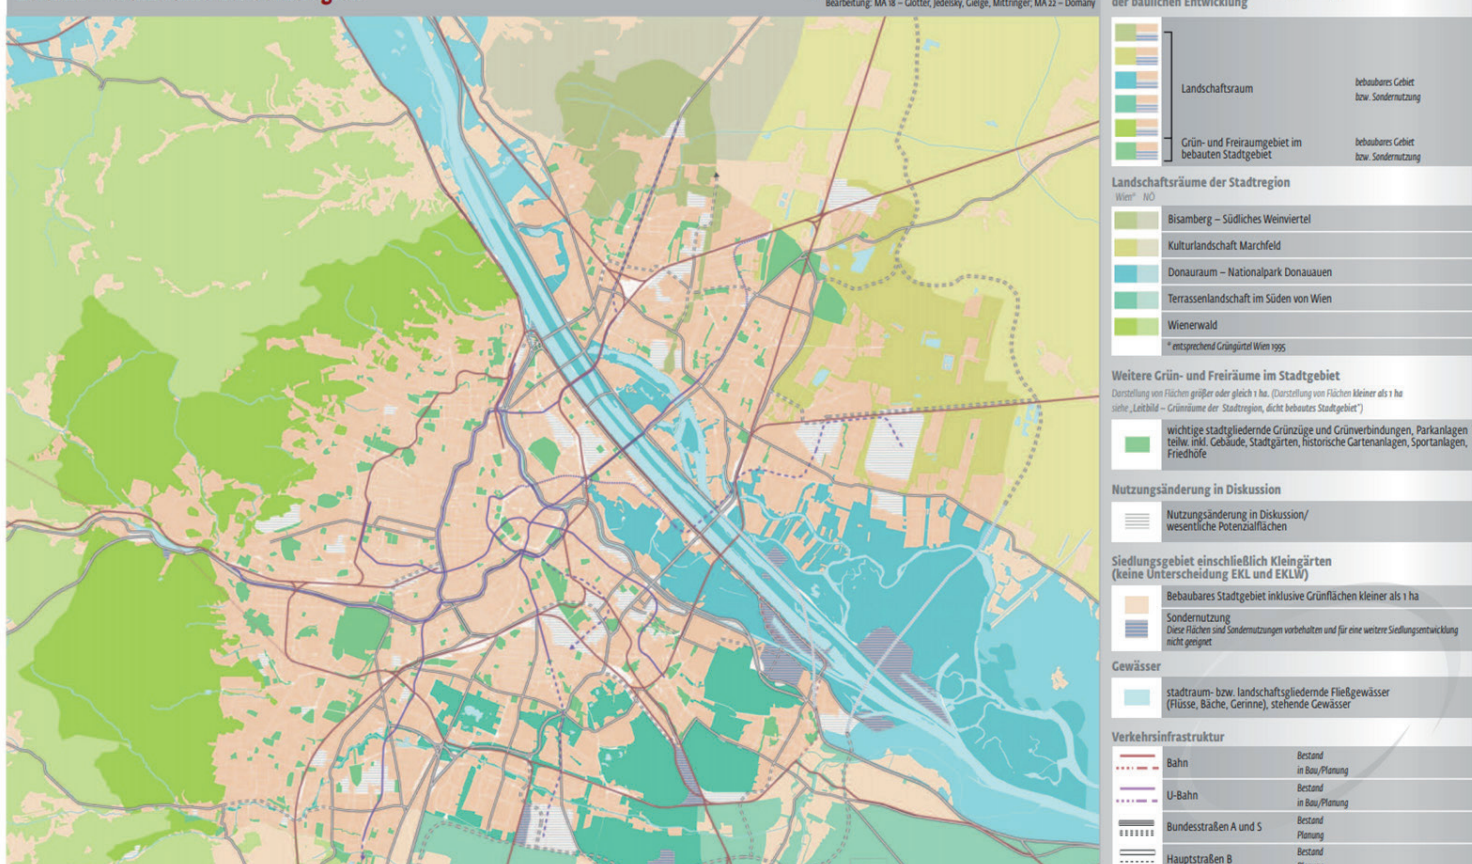 Bearbeitung: MA 18 – Glotter, Jedelsky, Gielge, Mittringer; MA 22 – Domany
der baulichen Entwicklung
Landschaftsraum
bebaubares Gebiet
bzw. Sondernutzung
Grün- und Freiraumgebiet im
bebauten Stadtgebiet
bebaubares Gebiet
bzw. Sondernutzung
Landschaftsräume der Stadtregion
Wien* NÖ
Bisamberg – Südliches Weinviertel
Kulturlandschaft Marchfeld
Donauraum – Nationalpark Donauauen
Terrassenlandschaft im Süden von Wien
Wienerwald
* entsprechend Grüngürtel Wien 1995
Weitere Grün- und Freiräume im Stadtgebiet
Darstellung von Flächen größer oder gleich 1 ha. (Darstellung von Flächen kleiner als 1 ha
siehe „Leitbild – Grünräume der Stadtregion, dicht bebautes Stadtgebiet")
wichtige stadtgliedernde Grünzüge und Grünverbindungen, Parkanlagen
teilw. inkl. Gebäude, Stadtgärten, historische Gartenanlagen, Sportanlagen,
Friedhöfe
Nutzungsänderung in Diskussion
Nutzungsänderung in Diskussion/
wesentliche Potenzialflächen
Siedlungsgebiet einschließlich Kleingärten
(keine Unterscheidung EKL und EKLW)
Bebaubares Stadtgebiet inklusive Grünflächen kleiner als 1 ha
Sondernutzung
Diese Flächen sind Sondernutzungen vorbehalten und für eine weitere Siedlungsentwicklung
nicht geeignet
Gewässer
stadtraum- bzw. landschaftsgliedernde Fließgewässer
(Flüsse, Bäche, Gerinne), stehende Gewässer
Verkehrsinfrastruktur
Bahn
Bestand
in Bau/Planung
U-Bahn
Bestand
in Bau/Planung
Bundesstraßen A und S
Bestand
Planung
Hauptstraßen B
Bestand